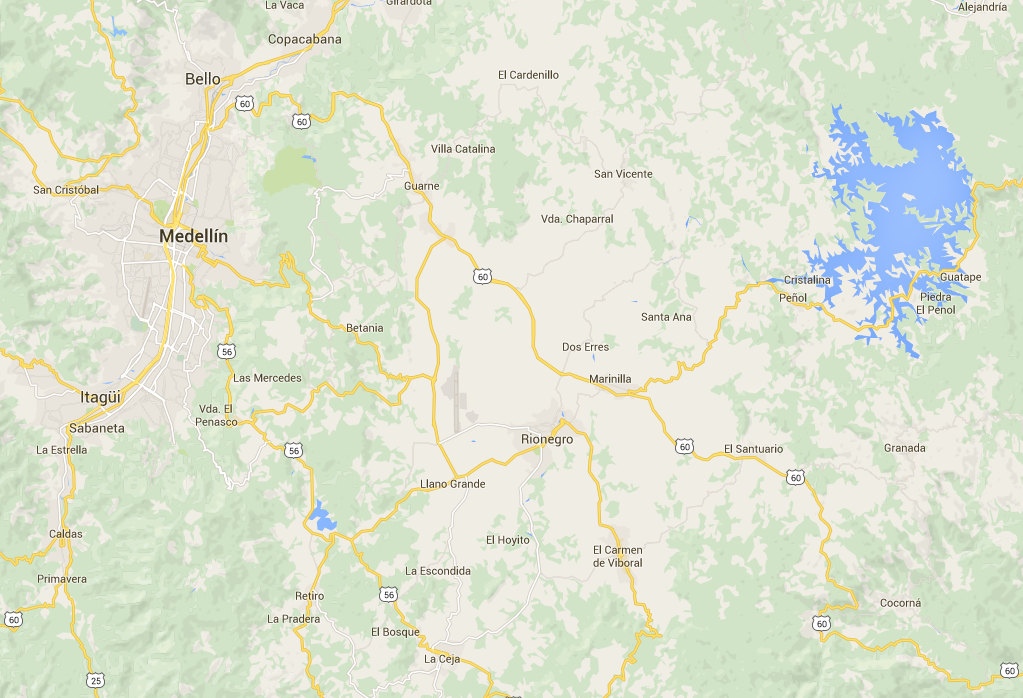 La Vaca
Girardota
Alejandría
Copacabana
Bello
El Cardenillo
60
60
Villa Catalina
San Vicente
San Cristóbal
Guarne
Vda. Chaparral
Medellín
60
Cristalina
Guatape
Peñol
Piedra
El Penol
Santa Ana
Betania
56
Dos Erres
Las Mercedes
Marinilla
Itagüi
Vda. El
Penasco
Sabaneta
Rionegro
La Estrella
56
60
El Santuario
Granada
60
Llano Grande
Caldas
El Hoyito
El Carmen
de Viboral
La Escondida
Primavera
56
Retiro
Cocorná
60
La Pradera
60
El Bosque
La Ceja
25
60